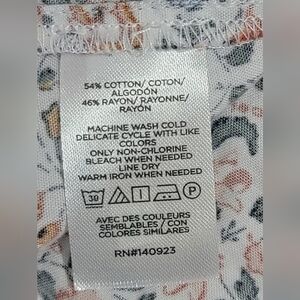 54% COTTON/ COTON/
ALGODÓN
46% RAYON/ RAYONNE/
RAYÓN
MACHINE WASH COLD
DELICATE CYCLE WITH LIKE
COLORS
ONLY NON-CHLORINE
BLEACH WHEN NEEDED
LINE DRY
WARM IRON WHEN NEEDED
30 P
AVEC DES COULEURS
SEMBLABLES / CON
COLORES SIMILARES
RN#140923